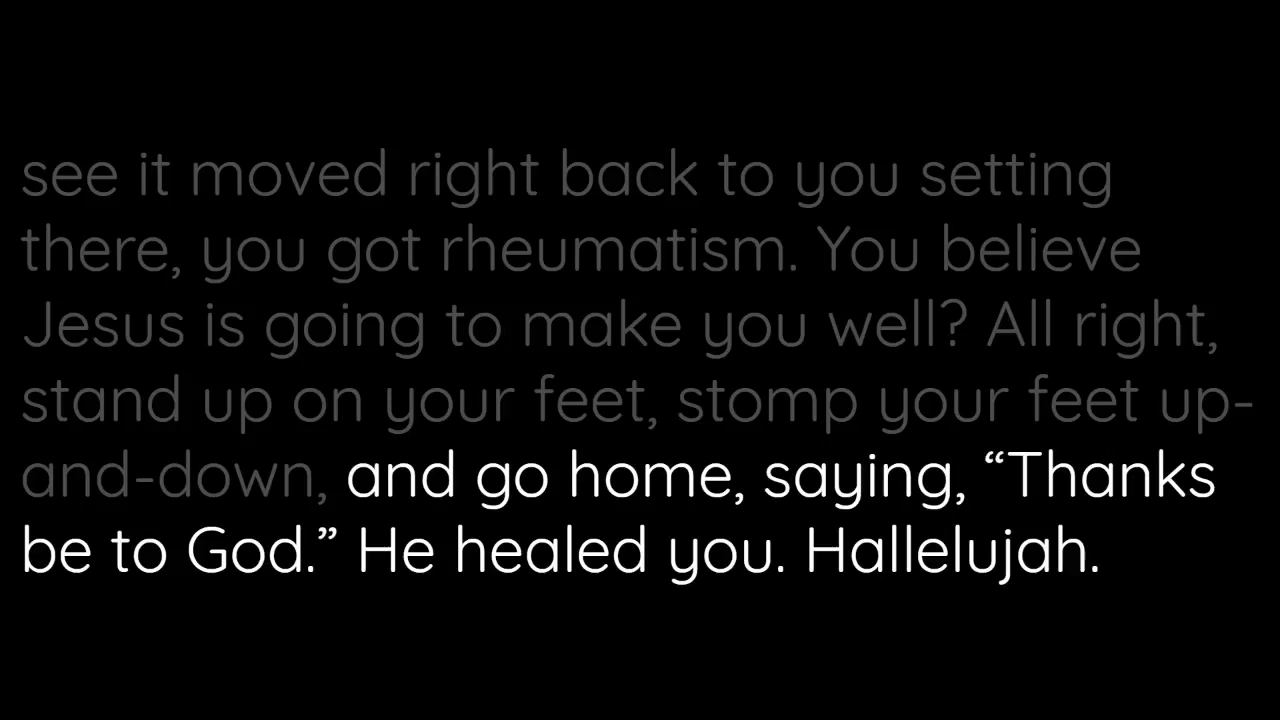 see it moved right back to you setting
there, you got rheumatism. You believe
Jesus is going to make you well? All right,
stand up on your feet, stomp your feet up-
and-down, and go home, saying, “Thanks
be to God.” He healed you. Hallelujah.